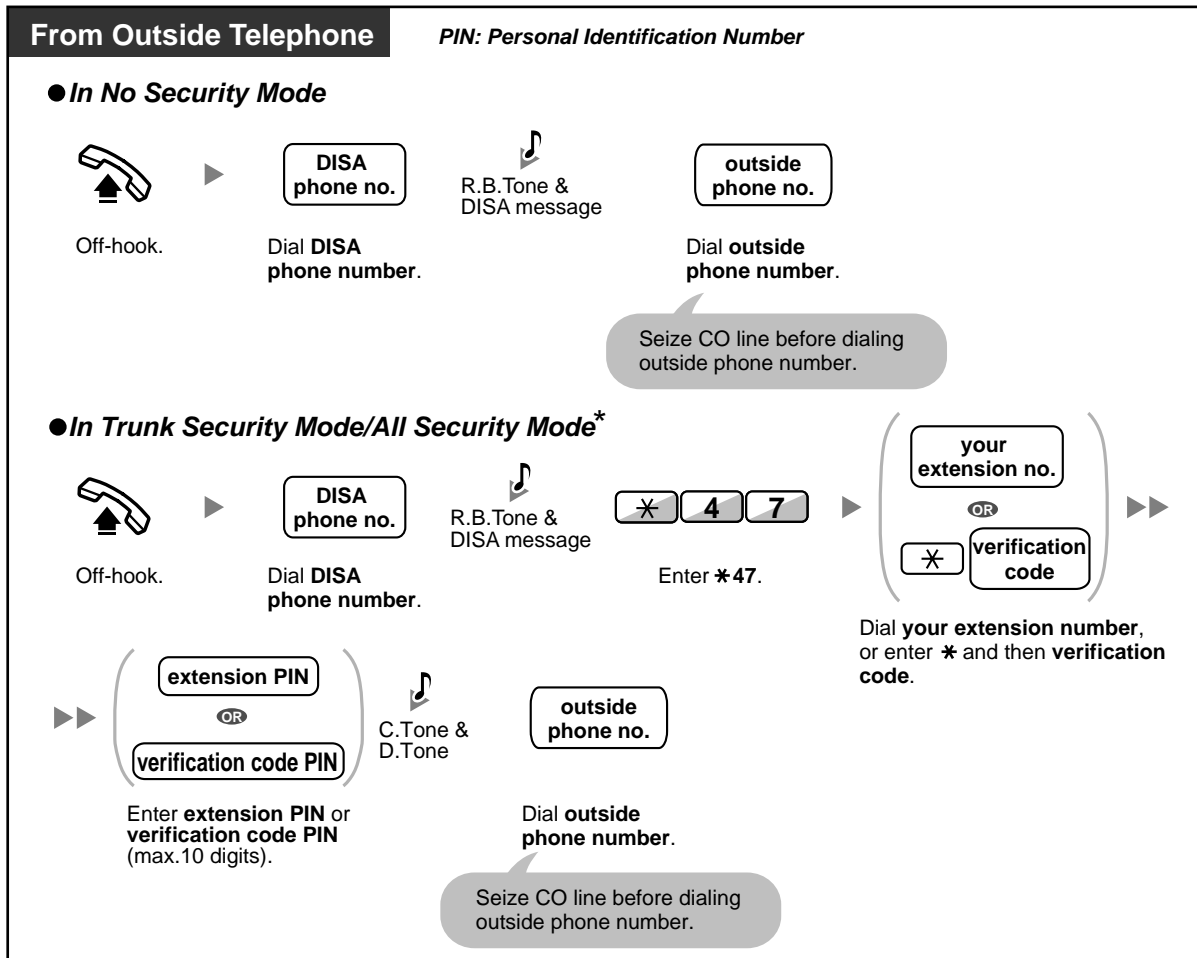 From Outside Telephone
PIN: Personal Identification Number
●In No Security Mode
DISA
phone no.
R.B.Tone &
DISA message
outside
phone no.
Off-hook.
Dial DISA
phone number.
Dial outside
phone number.
Seize CO line before dialing
outside phone number.
●In Trunk Security Mode/All Security Mode*
DISA
phone no.
R.B.Tone &
DISA message
* 4 7
your
extension no.
OR
* verification
code
Off-hook.
Dial DISA
phone number.
Enter *47.
Dial your extension number,
or enter * and then verification
code.
extension PIN
OR
verification code PIN
C.Tone &
D.Tone
outside
phone no.
Enter extension PIN or
verification code PIN
(max.10 digits).
Dial outside
phone number.
Seize CO line before dialing
outside phone number.